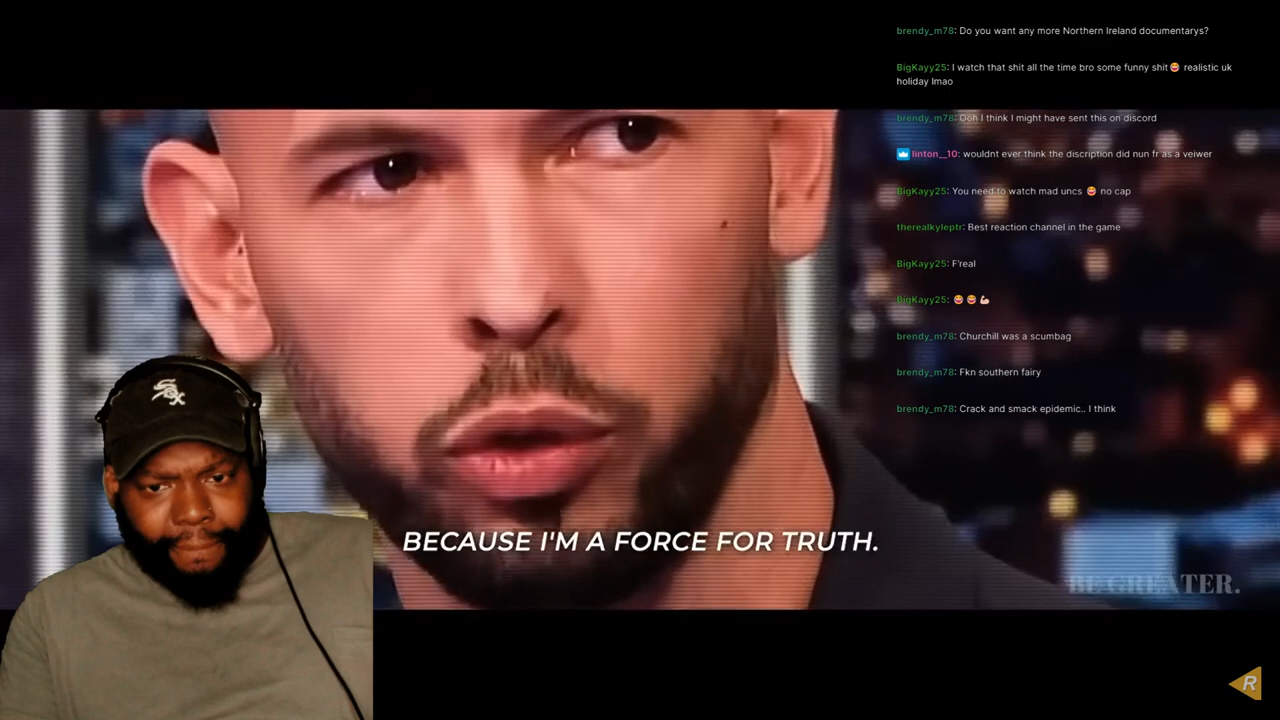 brendy_m78: Do you want any more Northern Ireland documentarys?
BigKayy25: I watch that shit all the time bro some funny shit😂 realistic uk
holiday lmao
brendy_m78: Ooh I think I might have sent this on discord
linton__10: wouldnt ever think the discription did nun fr as a veiwer
BigKayy25: You need to watch mad uncs 😂 no cap
therealkyleptr: Best reaction channel in the game
BigKayy25: F'real
BigKayy25: 😂😂💪🏻
brendy_m78: Churchill was a scumbag
brendy_m78: Fkn southern fairy
brendy_m78: Crack and smack epidemic.. I think
Sox
BECAUSE I'M A FORCE FOR TRUTH.
BE GREATER.
R